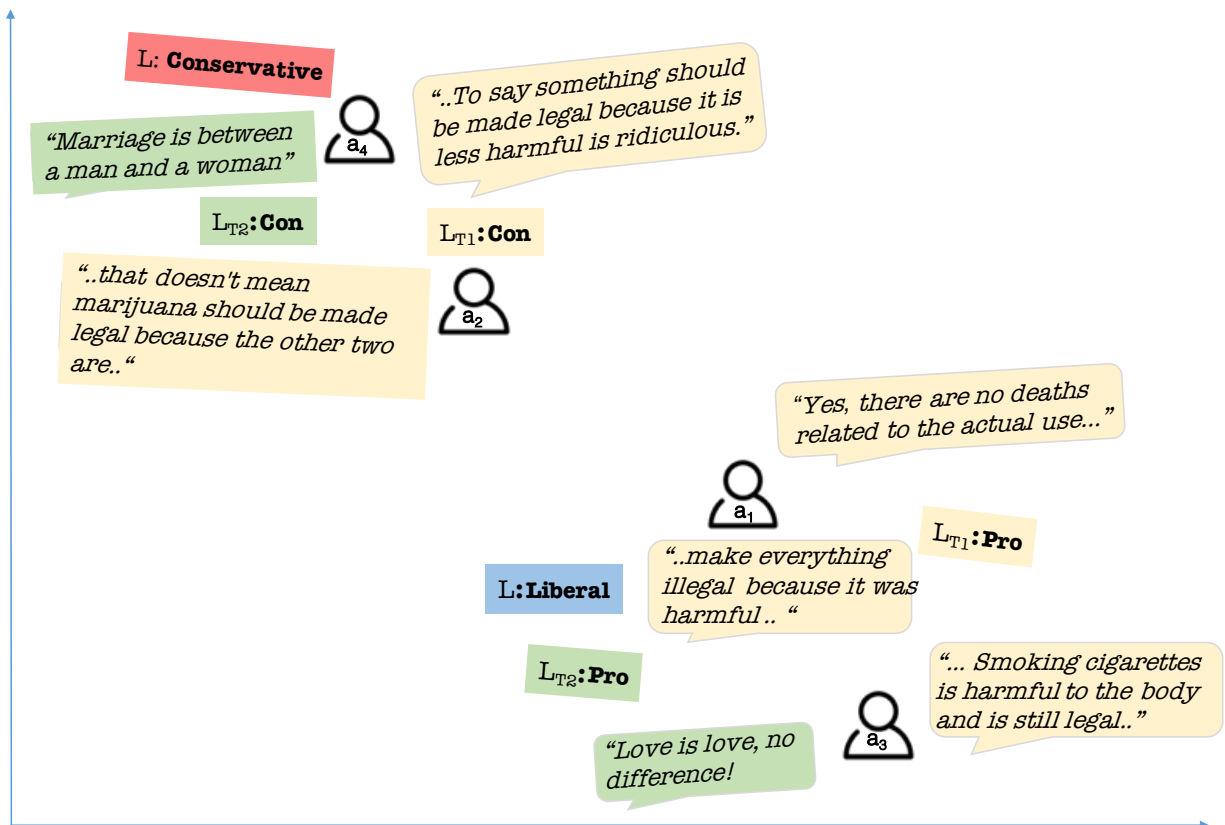 L: Conservative
“..To say something should
be made legal because it is
less harmful is ridiculous.”
“Marriage is between
a man and a woman”
a4
LT2:Con
LT1:Con
“..that doesn't mean
marijuana should be made
legal because the other two
are..“
a2
“Yes, there are no deaths
related to the actual use...”
a1
LT1:Pro
“..make everything
illegal because it was
harmful .. “
L:Liberal
LT2:Pro
“... Smoking cigarettes
is harmful to the body
and is still legal..”
a3
“Love is love, no
difference!